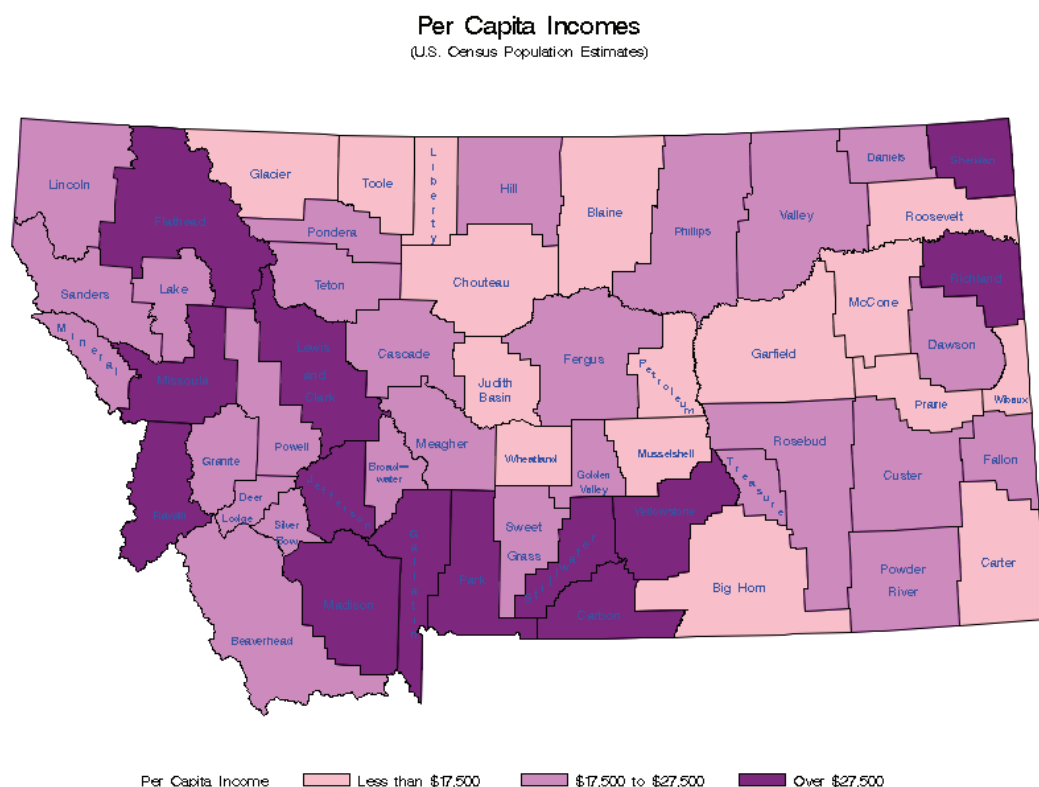 Per Capita Incomes
(U.S. Census Population Estimates)
Lincoln
Flathead
Glacier
Toole
Liberty
Hill
Blaine
Phillips
Valley
Daniels
Sheridan
Roosevelt
Pondera
Teton
Chouteau
Sanders
Lake
McCone
Richland
Mineral
Missoula
Lewis
and
Clark
Cascade
Judith
Basin
Fergus
Petroleum
Garfield
Dawson
Prairie
Wibaux
Granite
Powell
Meagher
Broad-
water
Wheatland
Golden
Valley
Musselshell
Rosebud
Treasure
Custer
Fallon
Ravalli
Deer
Lodge
Silver
Bow
Jefferson
Gallatin
Park
Sweet
Grass
Stillwater
Yellowstone
Carbon
Big Horn
Powder
River
Carter
Madison
Beaverhead
Per Capita Income
Less than $17,500
$17,500 to $27,500
Over $27,500